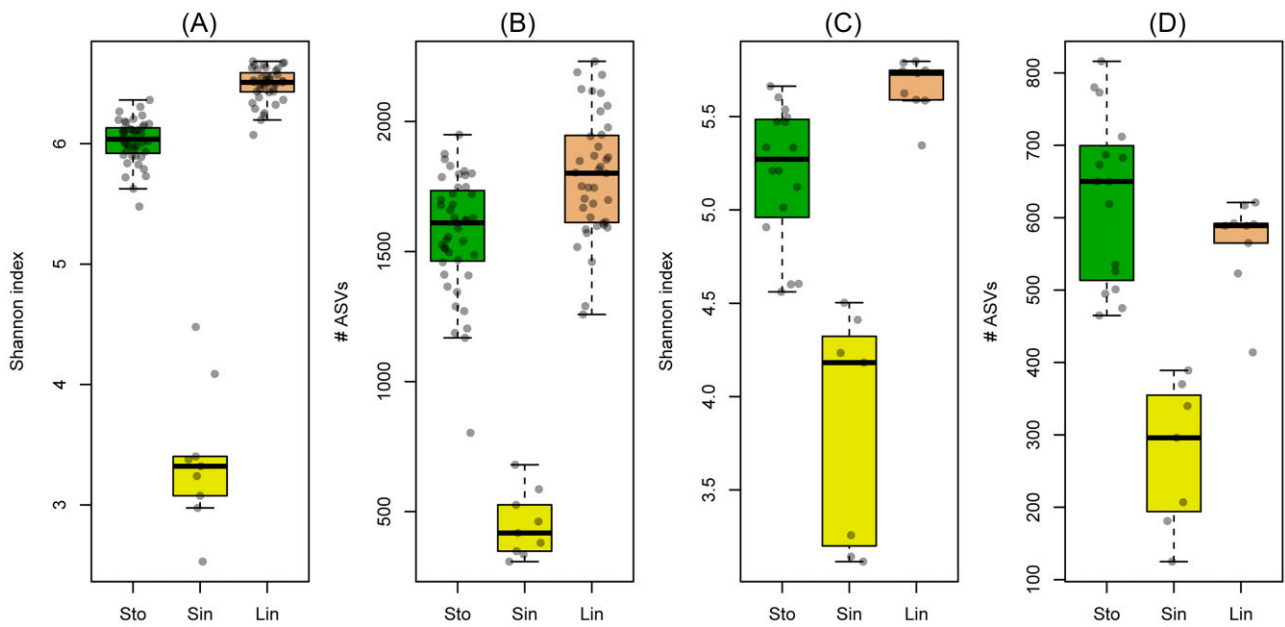 (A)
Shannon index
6
5
4
3
Sto Sin Lin
(B)
# ASVs
2000
1500
1000
500
Sto Sin Lin
(C)
Shannon index
5.5
5.0
4.5
4.0
3.5
Sto Sin Lin
(D)
# ASVs
800
700
600
500
400
300
200
100
Sto Sin Lin